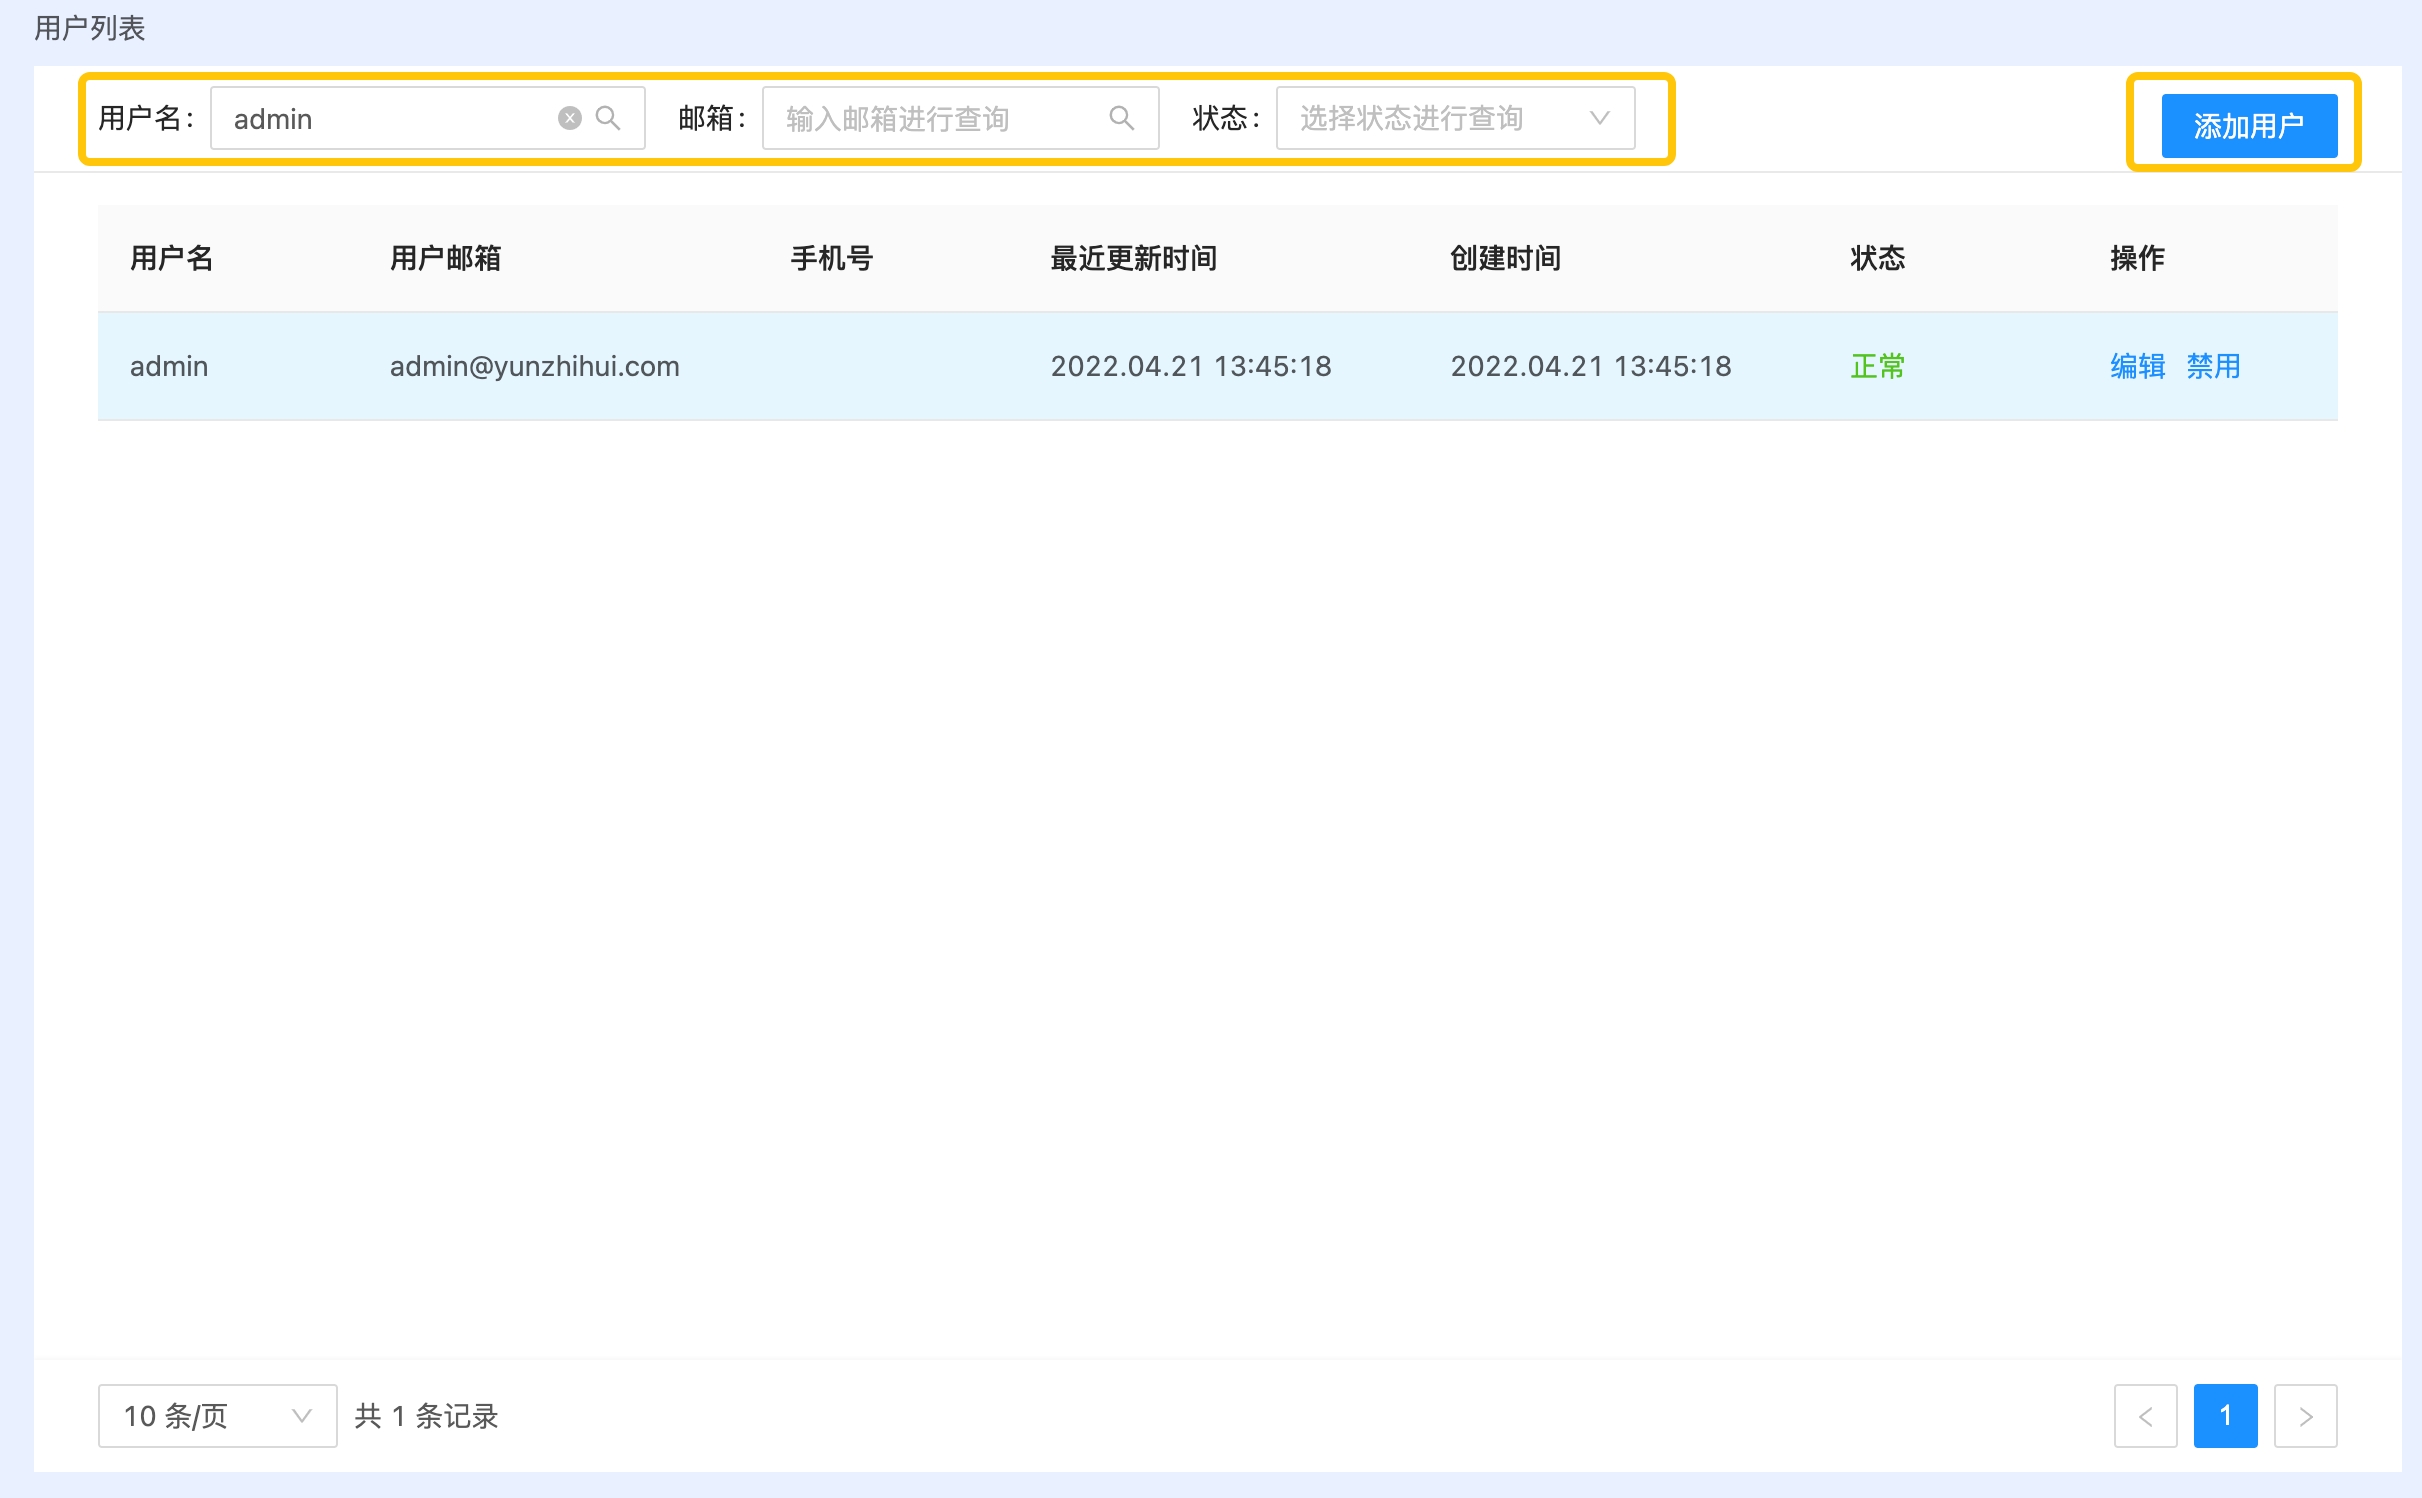 用户列表
用户名: admin 邮箱: 输入邮箱进行查询 状态: 选择状态进行查询 添加用户
用户名 用户邮箱 手机号 最近更新时间 创建时间 状态 操作
admin admin@yunzhihui.com 2022.04.21 13:45:18 2022.04.21 13:45:18 正常 编辑 禁用
10 条/页 共 1 条记录 < 1 >